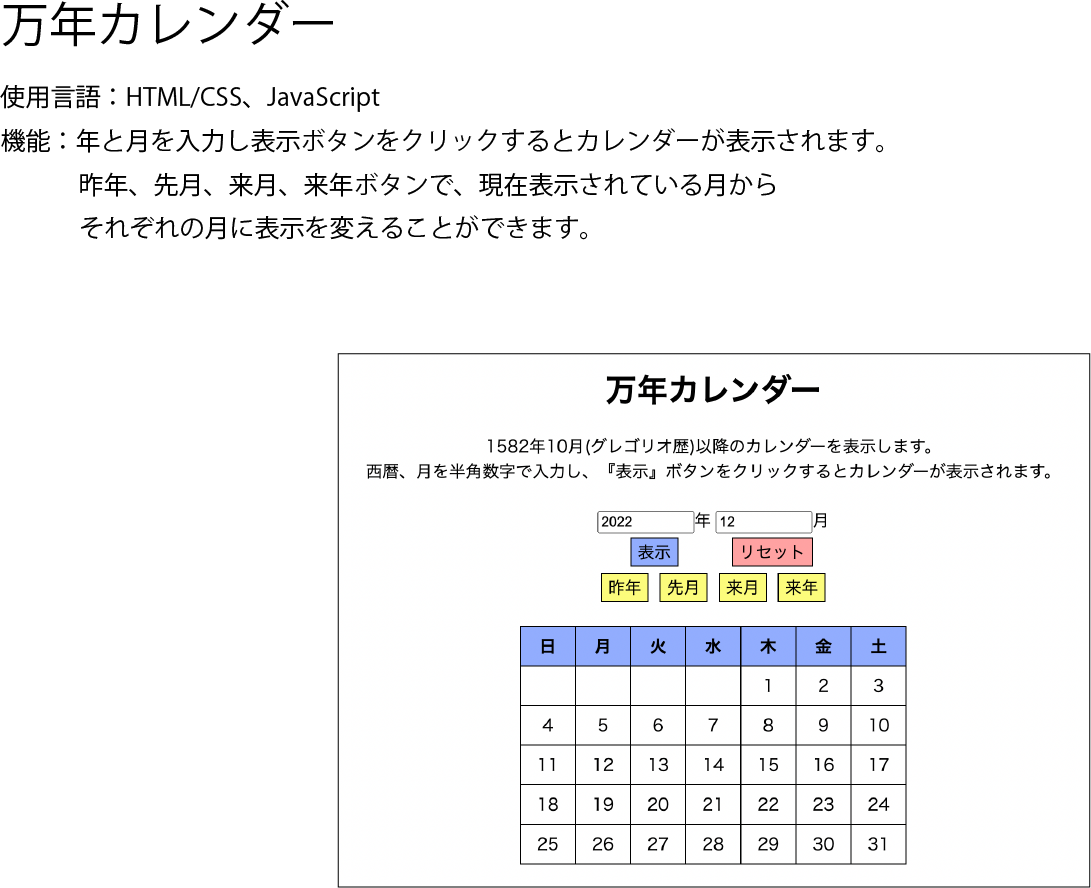 万年カレンダー
使用言語：HTML/CSS、JavaScript
機能：年と月を入力し表示ボタンをクリックするとカレンダーが表示されます。
昨年、先月、来月、来年ボタンで、現在表示されている月から
それぞれの月に表示を変えることができます。
万年カレンダー
1582年10月(グレゴリオ歴)以降のカレンダーを表示します。
西暦、月を半角数字で入力し、『表示』ボタンをクリックするとカレンダーが表示されます。
2022年 12月
表示 リセット
昨年 先月 来月 来年
日 月 火 水 木 金 土
1 2 3
4 5 6 7 8 9 10
11 12 13 14 15 16 17
18 19 20 21 22 23 24
25 26 27 28 29 30 31